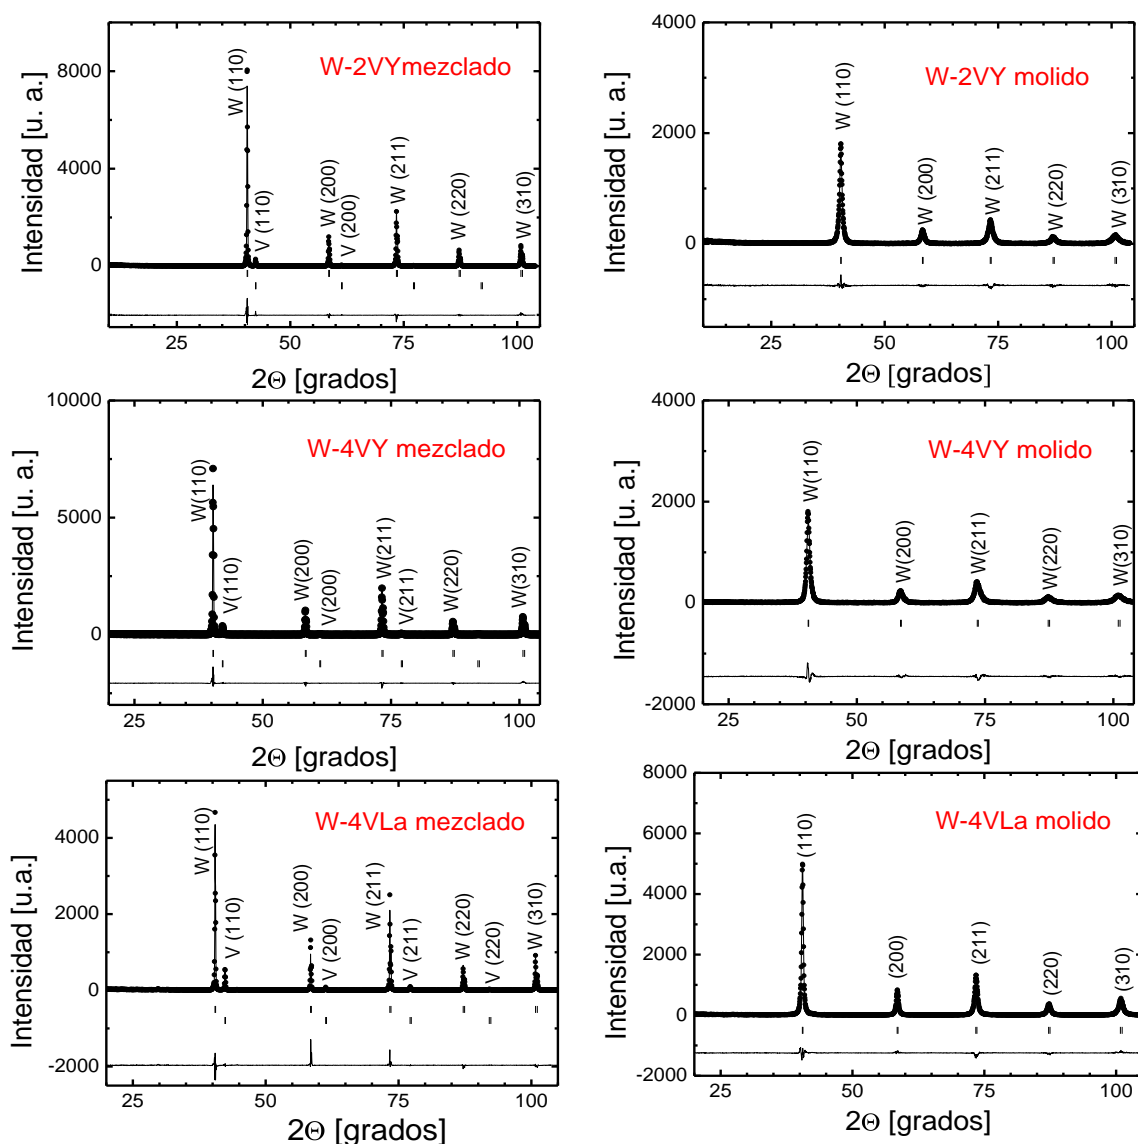 W-2VYmezclado
Intensidad [u. a.]
8000
4000
0
W (110)
V (110)
W (200)
V (200)
W (211)
W (220)
W (310)
25
50
75
100
2Θ [grados]
W-2VY molido
Intensidad [u. a.]
4000
2000
0
W (110)
W (200)
W (211)
W (220)
W (310)
25
50
75
100
2Θ [grados]
W-4VY mezclado
Intensidad [u. a.]
10000
5000
0
W(110)
V(110)
W(200)
V(200)
W(211)
V(211)
W(220)
W(310)
25
50
75
100
2Θ [grados]
W-4VY molido
Intensidad [u. a.]
4000
2000
0
-2000
W(110)
W(200)
W(211)
W(220)
W(310)
25
50
75
100
2Θ [grados]
W-4VLa mezclado
Intensidad [u.a.]
4000
2000
0
-2000
W (110)
V (110)
W (200)
V (200)
W (211)
V (211)
W (220)
V (220)
W (310)
25
50
75
100
2Θ [grados]
W-4VLa molido
Intensidad [u.a.]
8000
6000
4000
2000
0
-2000
(110)
(200)
(211)
(220)
(310)
25
50
75
100
2Θ [grados]